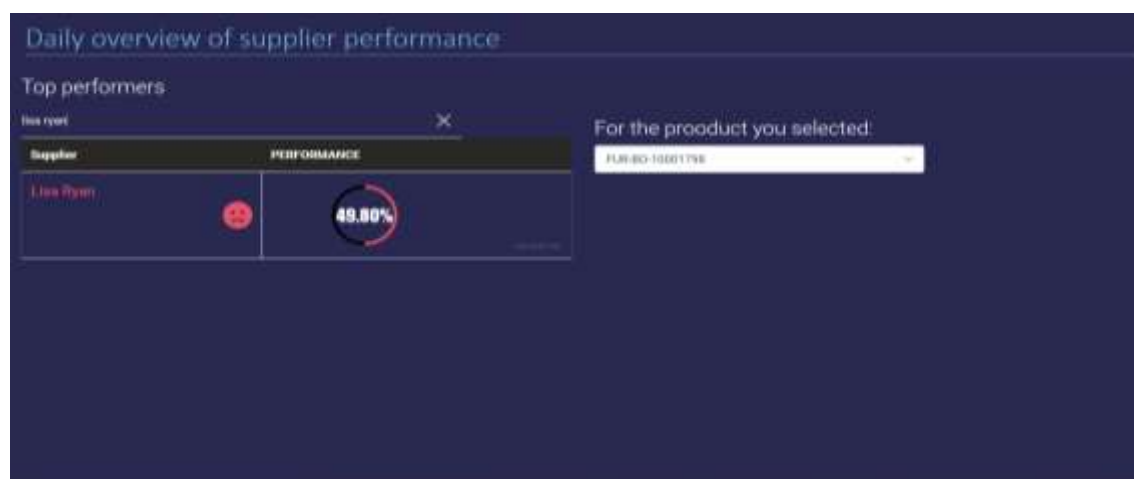 Daily overview of supplier performance
Top performers
lisa ryan
For the prooduct you selected:
Supplier PERFORMANCE
FUR-BO-10001798
Lisa Ryan
49.80%